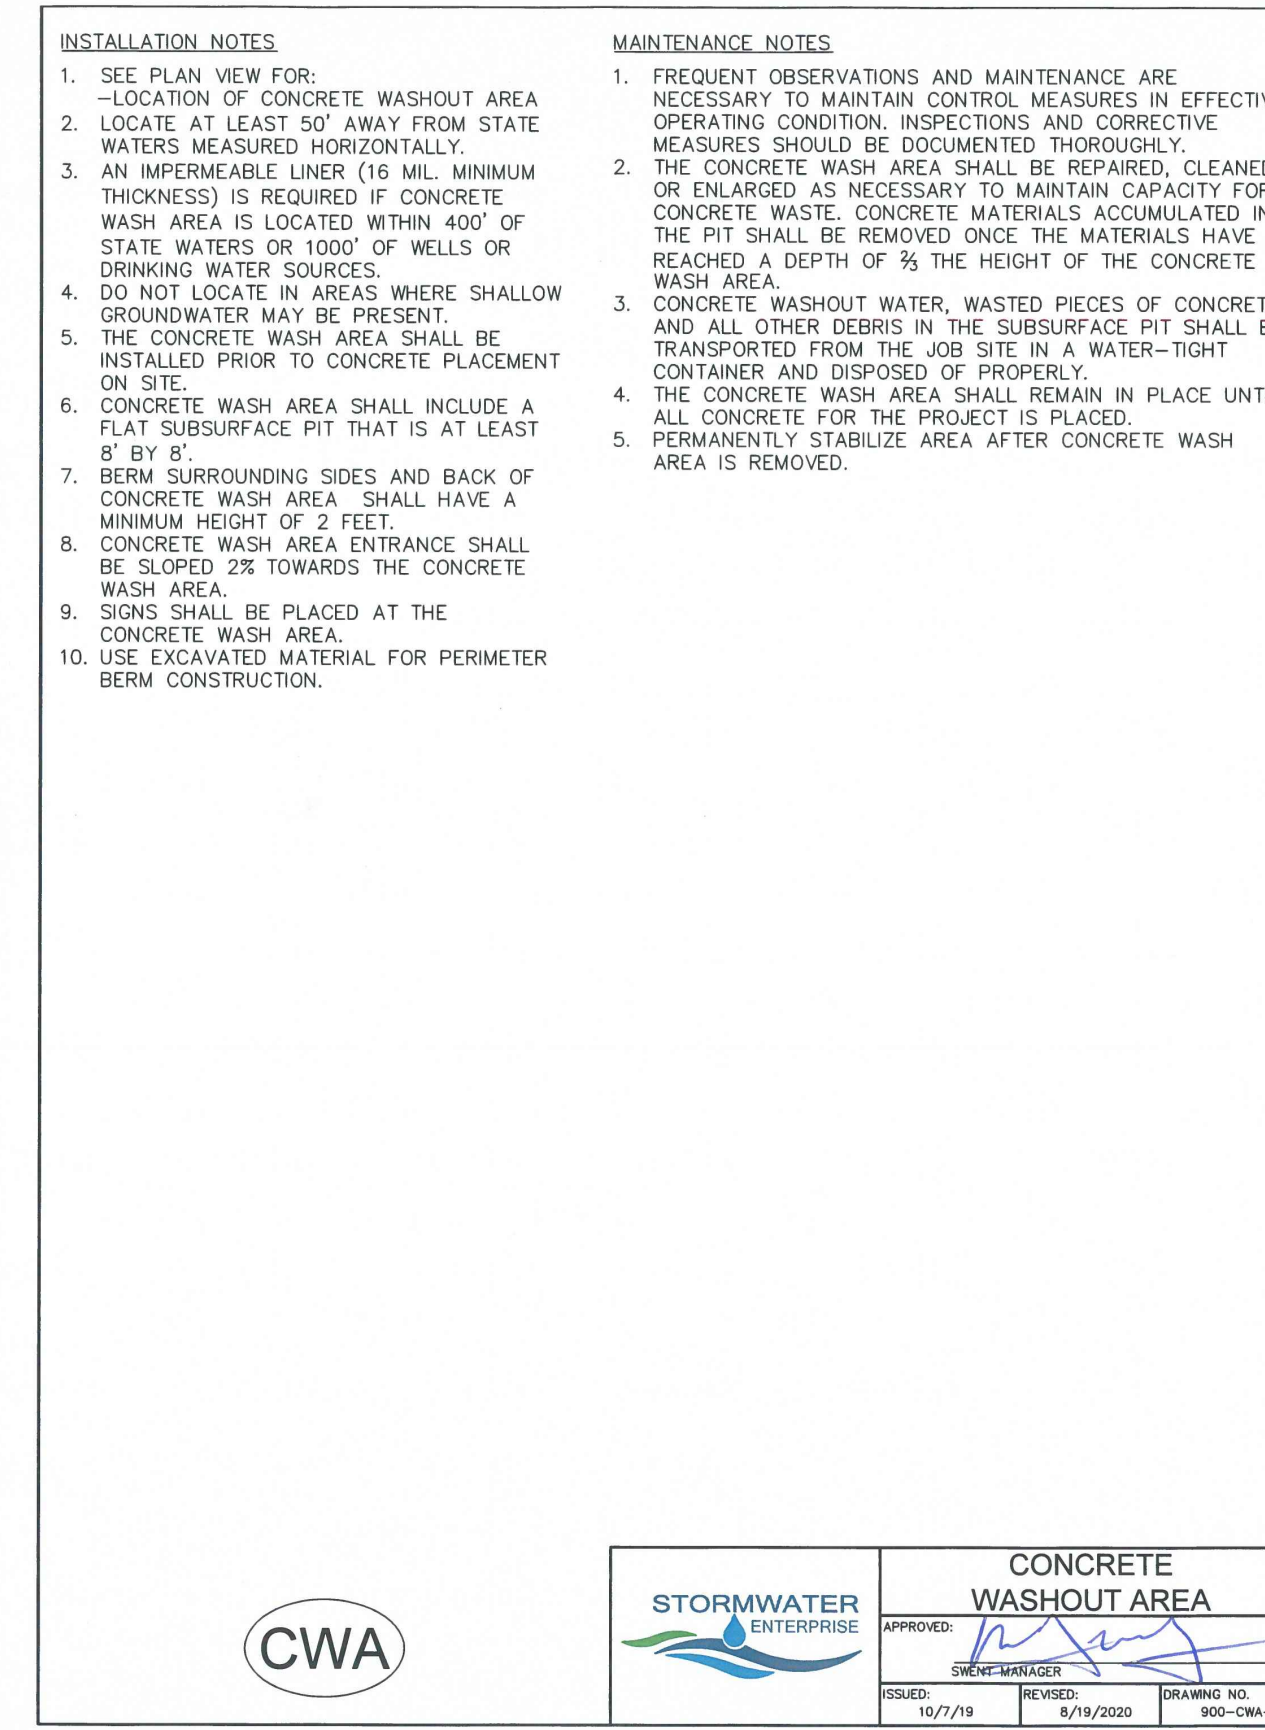 INSTALLATION NOTES
1. SEE PLAN VIEW FOR:
-LOCATION OF CONCRETE WASHOUT AREA
2. LOCATE AT LEAST 50' AWAY FROM STATE
WATERS MEASURED HORIZONTALLY.
3. AN IMPERMEABLE LINER (16 MIL. MINIMUM
THICKNESS) IS REQUIRED IF CONCRETE
WASH AREA IS LOCATED WITHIN 400' OF
STATE WATERS OR 1000' OF WELLS OR
DRINKING WATER SOURCES.
4. DO NOT LOCATE IN AREAS WHERE SHALLOW
GROUNDWATER MAY BE PRESENT.
5. THE CONCRETE WASH AREA SHALL BE
INSTALLED PRIOR TO CONCRETE PLACEMENT
ON SITE.
6. CONCRETE WASH AREA SHALL INCLUDE A
FLAT SUBSURFACE PIT THAT IS AT LEAST
8' BY 8'.
7. BERM SURROUNDING SIDES AND BACK OF
CONCRETE WASH AREA SHALL HAVE A
MINIMUM HEIGHT OF 2 FEET.
8. CONCRETE WASH AREA ENTRANCE SHALL
BE SLOPED 2% TOWARDS THE CONCRETE
WASH AREA.
9. SIGNS SHALL BE PLACED AT THE
CONCRETE WASH AREA.
10. USE EXCAVATED MATERIAL FOR PERIMETER
BERM CONSTRUCTION.
MAINTENANCE NOTES
1. FREQUENT OBSERVATIONS AND MAINTENANCE ARE
NECESSARY TO MAINTAIN CONTROL MEASURES IN
OPERATING CONDITION. INSPECTIONS AND CORRECTIVE
MEASURES SHOULD BE DOCUMENTED THOROUGHLY.
2. THE CONCRETE WASH AREA SHALL BE REPAIRED, CLEANED
OR ENLARGED AS NECESSARY TO MAINTAIN CAPACITY FOR
CONCRETE WASTE. CONCRETE MATERIALS ACCUMULATED IN
THE PIT SHALL BE REMOVED ONCE THE MATERIALS HAVE
REACHED A DEPTH OF ⅔ THE HEIGHT OF THE CONCRETE
WASH AREA.
3. CONCRETE WASHOUT WATER, WASTED PIECES OF
AND ALL OTHER DEBRIS IN THE SUBSURFACE PIT SHALL
TRANSPORTED FROM THE JOB SITE IN A WATER-TIGHT
CONTAINER AND DISPOSED OF PROPERLY.
4. THE CONCRETE WASH AREA SHALL REMAIN IN PLACE
ALL CONCRETE FOR THE PROJECT IS PLACED.
5. PERMANENTLY STABILIZE AREA AFTER CONCRETE WASH
AREA IS REMOVED.
CWA
STORMWATER
ENTERPRISE
CONCRETE
WASHOUT AREA
APPROVED:
SWENT MANAGER
ISSUED:
10/7/19
REVISED:
8/19/2020
DRAWING NO.
900-CWA-